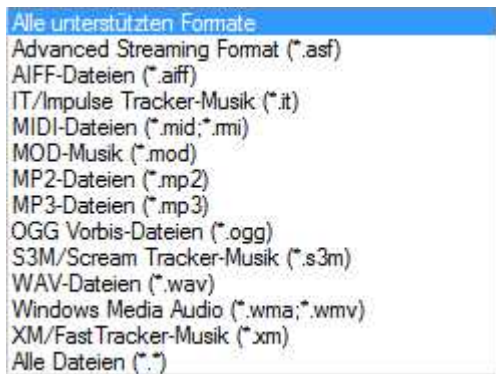 Alle unterstützten Formate
Advanced Streaming Format (*.asf)
AIFF-Dateien (*.aiff)
IT/Impulse Tracker-Musik (*.it)
MIDI-Dateien (*.mid;*.rmi)
MOD-Musik (*.mod)
MP2-Dateien (*.mp2)
MP3-Dateien (*.mp3)
OGG Vorbis-Dateien (*.ogg)
S3M/Scream Tracker-Musik (*.s3m)
WAV-Dateien (*.wav)
Windows Media Audio (*.wma;*.wmv)
XM/FastTracker-Musik (*.xm)
Alle Dateien (*.*)